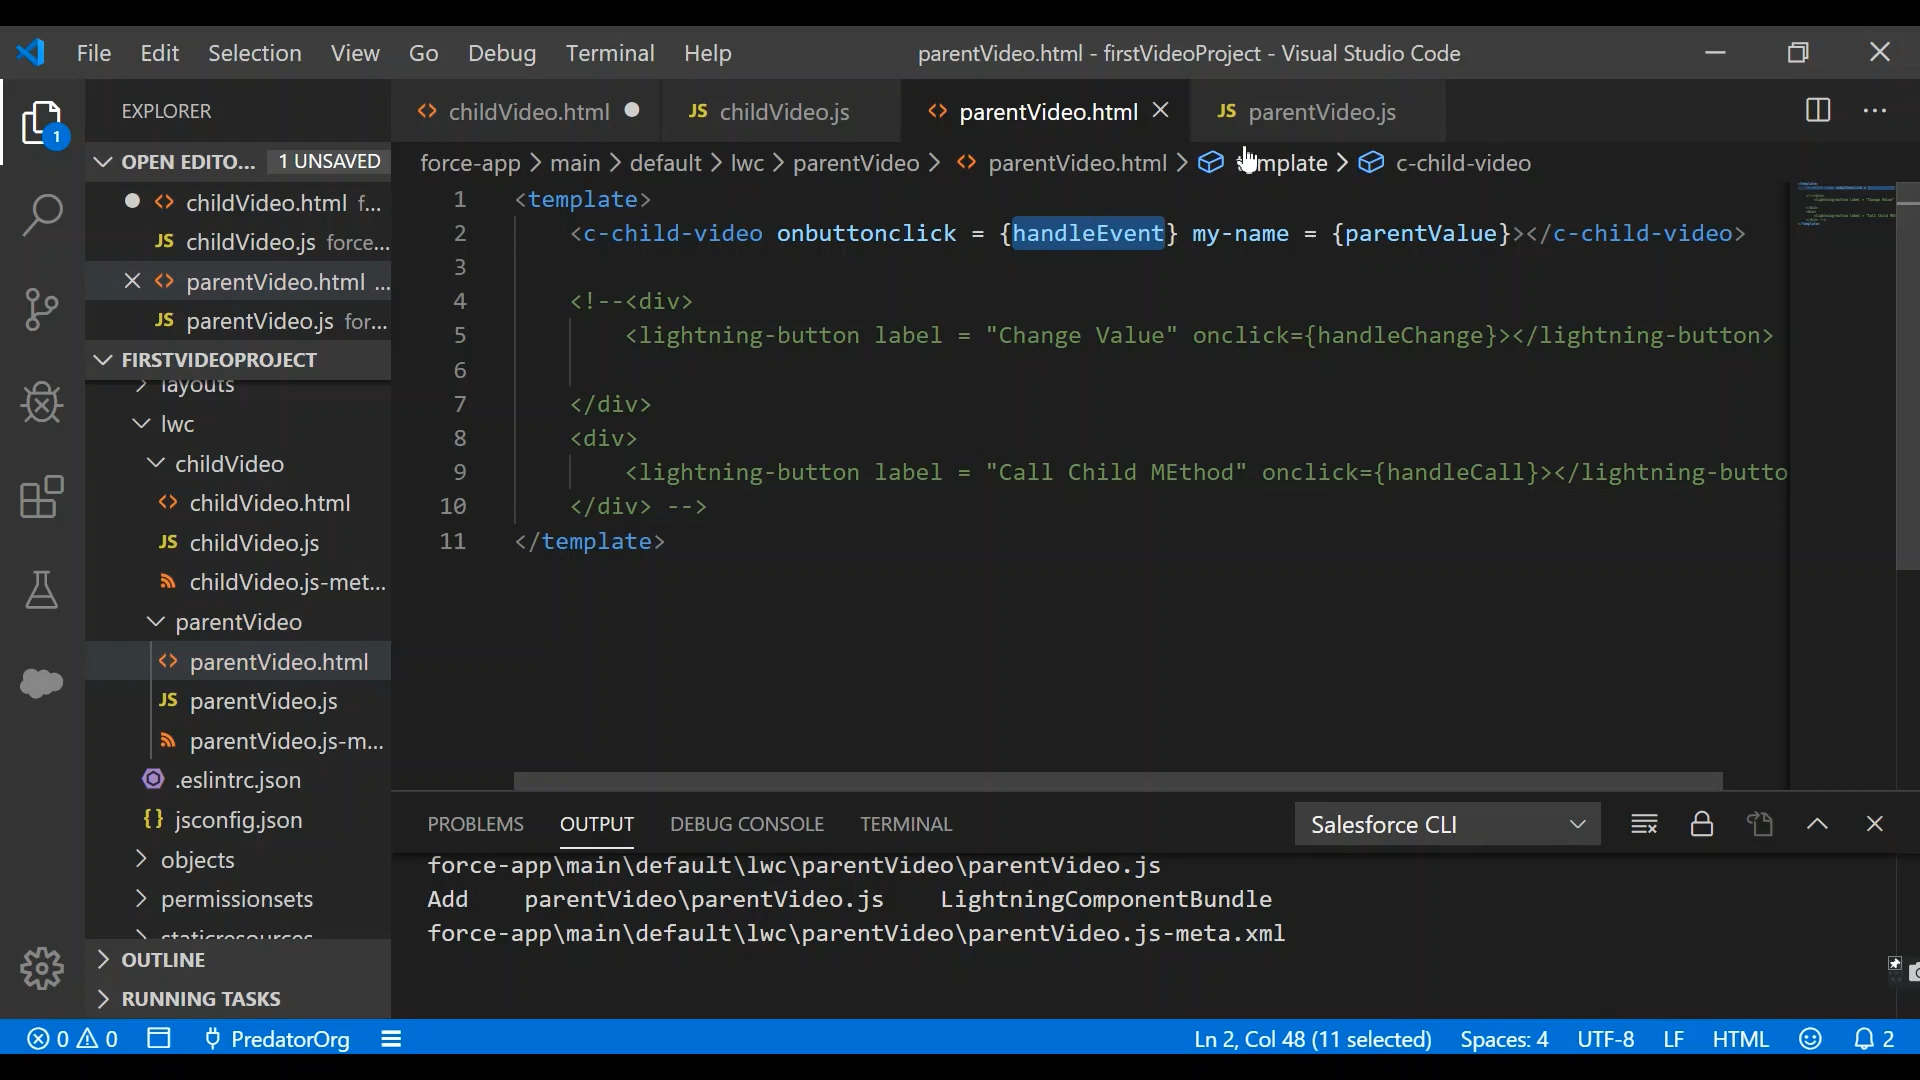 File Edit Selection View Go Debug Terminal Help parentVideo.html - firstVideoProject - Visual Studio Code
EXPLORER
childVideo.html
JS childVideo.js
parentVideo.html
JS parentVideo.js
1
OPEN EDITO... 1 UNSAVED
force-app > main > default > lwc > parentVideo > parentVideo.html > template > c-child-video
childVideo.html f...
JS childVideo.js force...
parentVideo.html ...
JS parentVideo.js for...
FIRSTVIDEOPROJECT
layouts
lwc
childVideo
childVideo.html
JS childVideo.js
childVideo.js-met...
parentVideo
parentVideo.html
JS parentVideo.js
parentVideo.js-m...
.eslintrc.json
{} jsconfig.json
objects
permissionsets
staticresources
OUTLINE
RUNNING TASKS
1 <template>
2 <c-child-video onbuttonclick = {handleEvent} my-name = {parentValue}></c-child-video>
3
4 <!--<div>
5 <lightning-button label = "Change Value" onclick={handleChange}></lightning-button>
6
7 </div>
8 <div>
9 <lightning-button label = "Call Child MEthod" onclick={handleCall}></lightning-butto
10 </div> -->
11 </template>
PROBLEMS OUTPUT DEBUG CONSOLE TERMINAL Salesforce CLI
force-app\main\default\lwc\parentVideo\parentVideo.js
Add parentVideo\parentVideo.js LightningComponentBundle
force-app\main\default\lwc\parentVideo\parentVideo.js-meta.xml
0 0 PredatorOrg Ln 2, Col 48 (11 selected) Spaces: 4 UTF-8 LF HTML 2